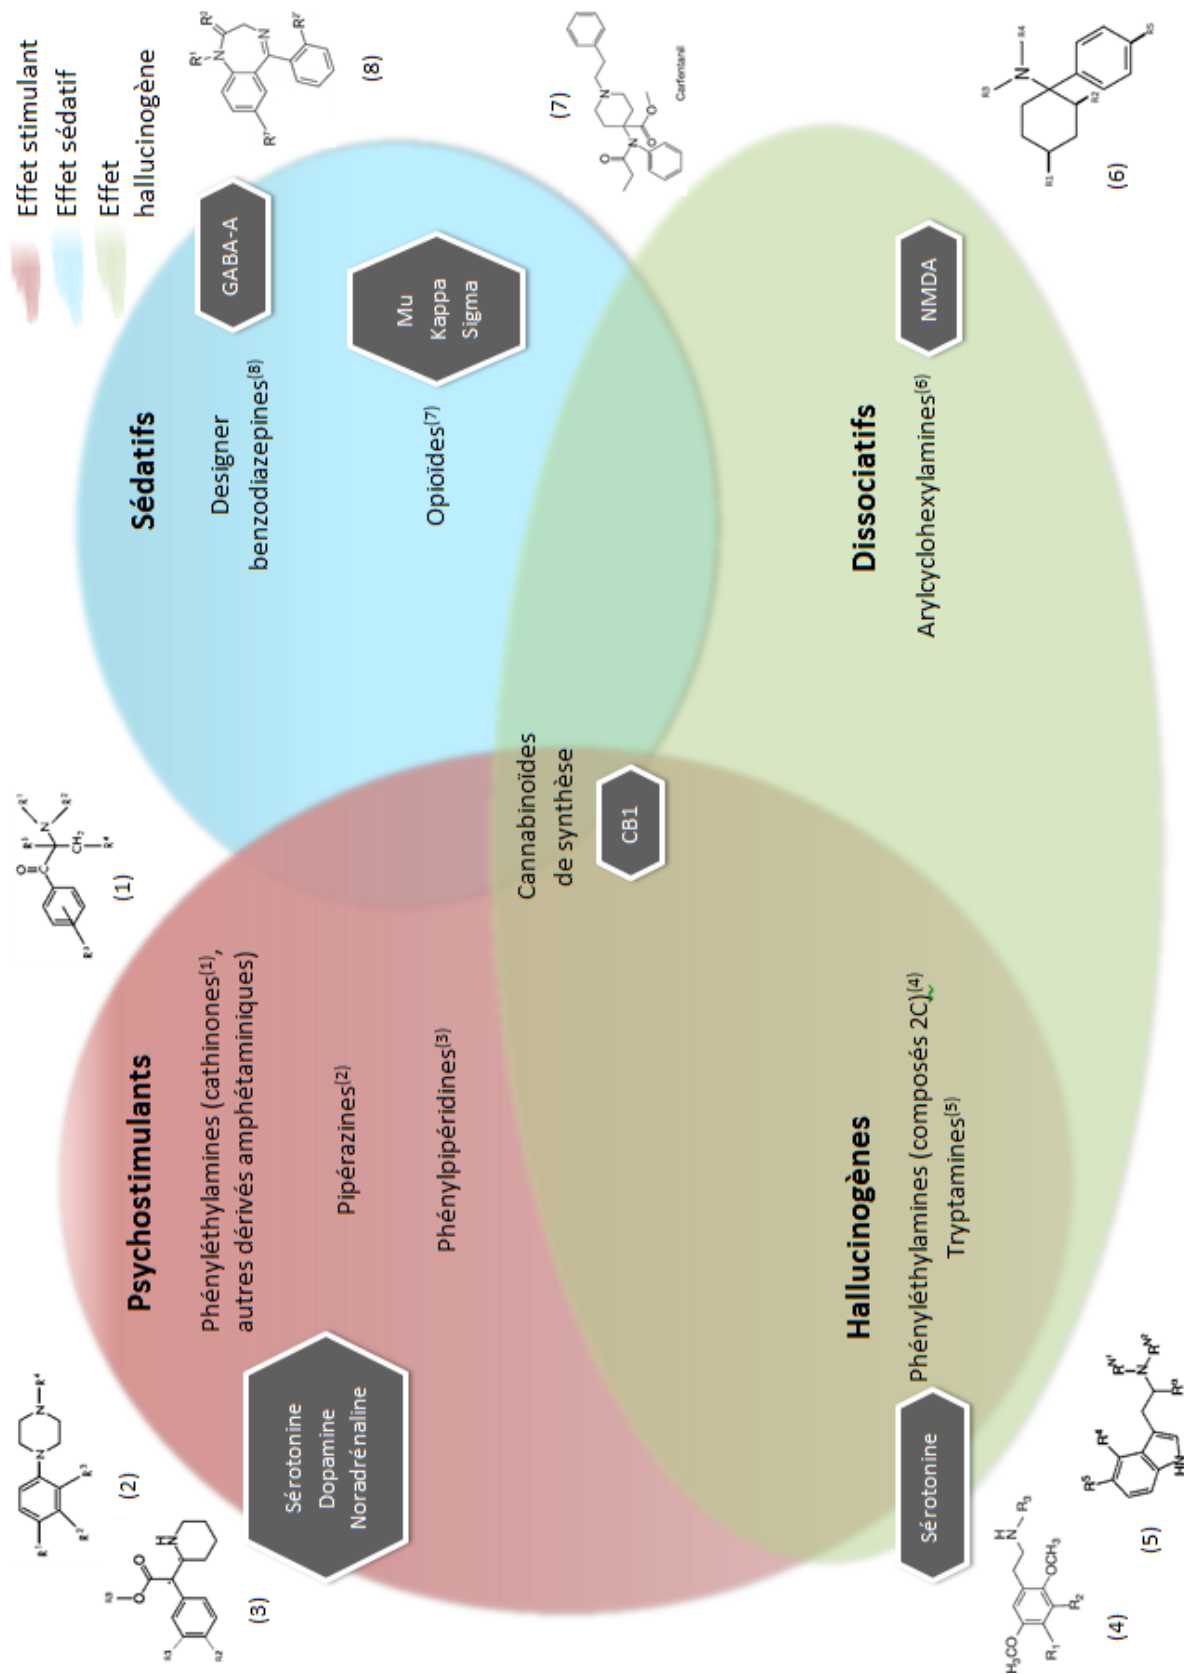 Effet stimulant
Effet sédatif
Effet
hallucinogène
Psychostimulants
Phényléthylamines (cathinones(1),
autres dérivés amphétaminiques)
Pipérazines(2)
Phénylpipéridines(3)
Sérotonine
Dopamine
Noradrénaline
Sédatifs
Designer
benzodiazepines(8)
GABA-A
Opioïdes(7)
Mu
Kappa
Sigma
Cannabinoïdes
de synthèse
CB1
Hallucinogènes
Phényléthylamines (composés 2C)(4)
Tryptamines(5)
Sérotonine
Dissociatifs
Arylcyclohexylamines(6)
NMDA
(1)
(2)
(3)
(4)
(5)
(6)
(7)
Carfentanil
(8)